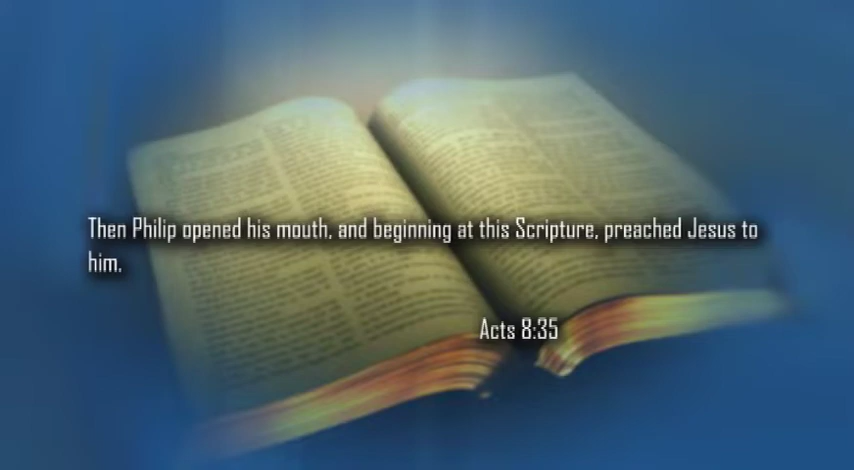 Then Philip opened his mouth, and beginning at this Scripture, preached Jesus to
him.
Acts 8:35